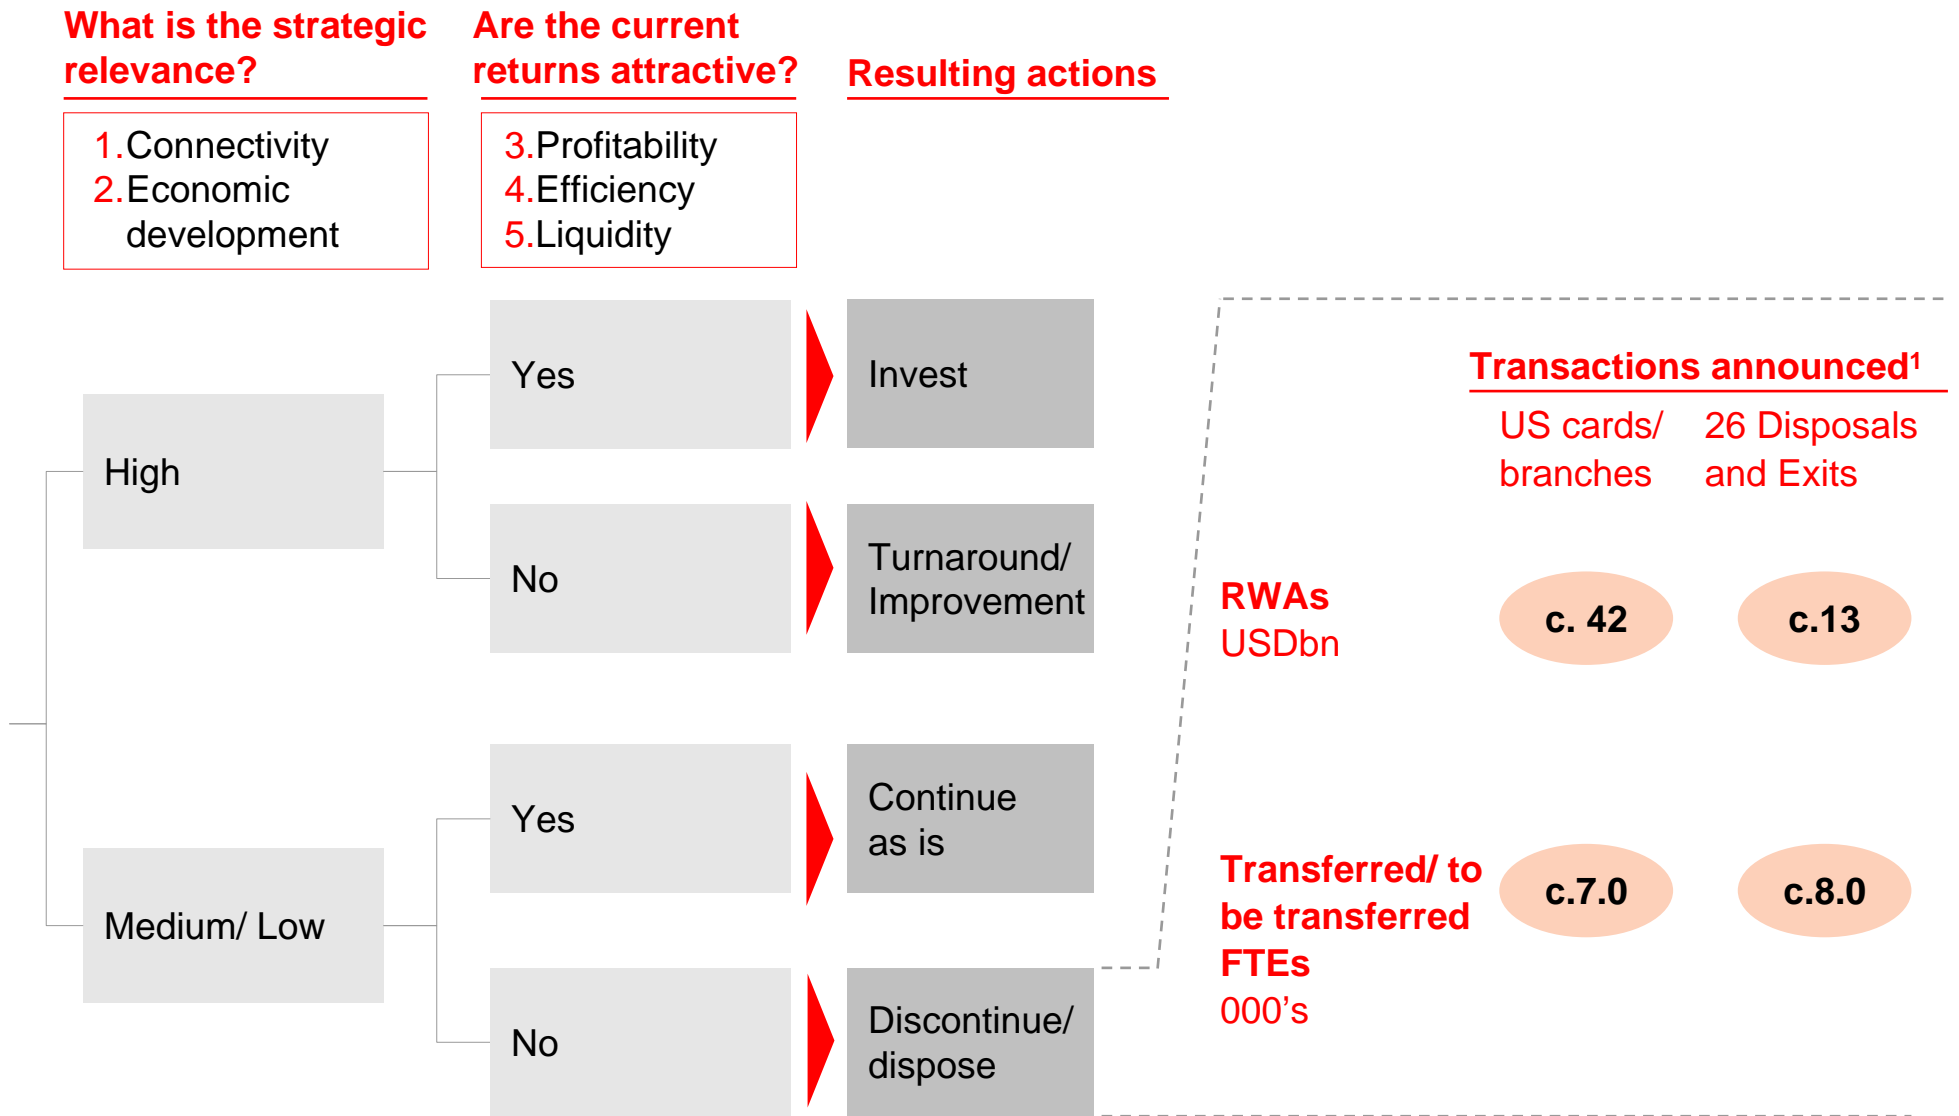 What is the strategic
relevance?
Are the current
returns attractive?
Resulting actions
1.Connectivity
2.Economic
development
3.Profitability
4.Efficiency
5.Liquidity
High
Yes
Invest
No
Turnaround/
Improvement
Medium/ Low
Yes
Continue
as is
No
Discontinue/
dispose
Transactions announced¹
US cards/
branches
26 Disposals
and Exits
RWAs
USDbn
c. 42
c.13
Transferred/ to
be transferred
FTEs
000’s
c.7.0
c.8.0